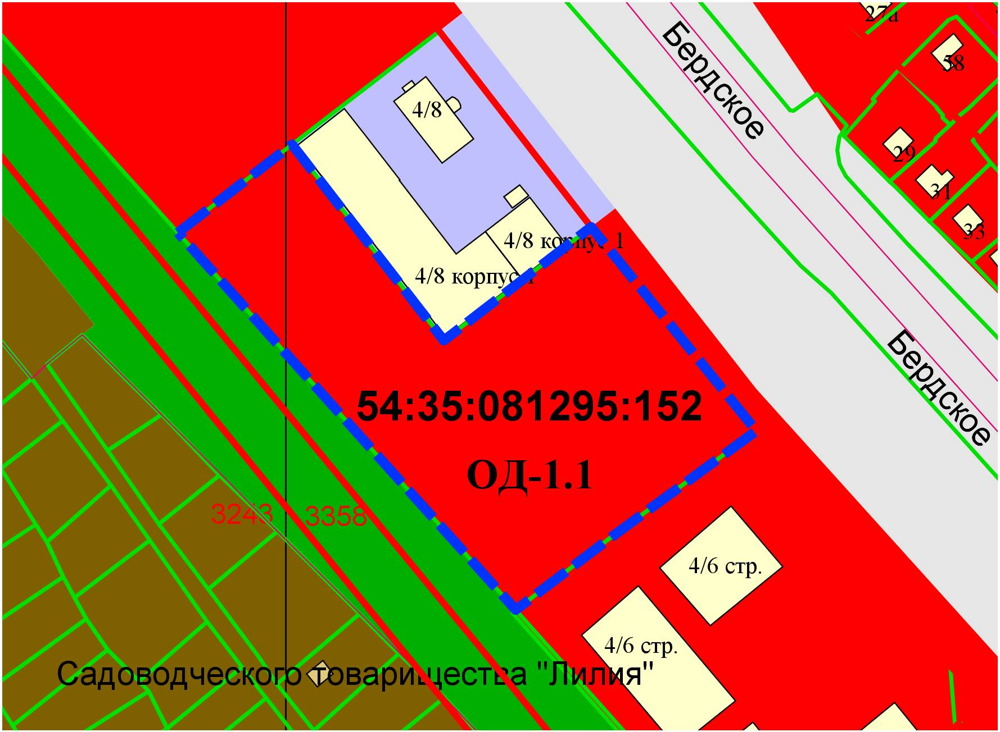 27а
58
Бердское
4/8
29
31
33
4/8 корпус 1
4/8 корпус 1
Бердское
54:35:081295:152
ОД-1.1
3243
3358
4/6 стр.
4/6 стр.
Садоводческого товарищества "Лилия"